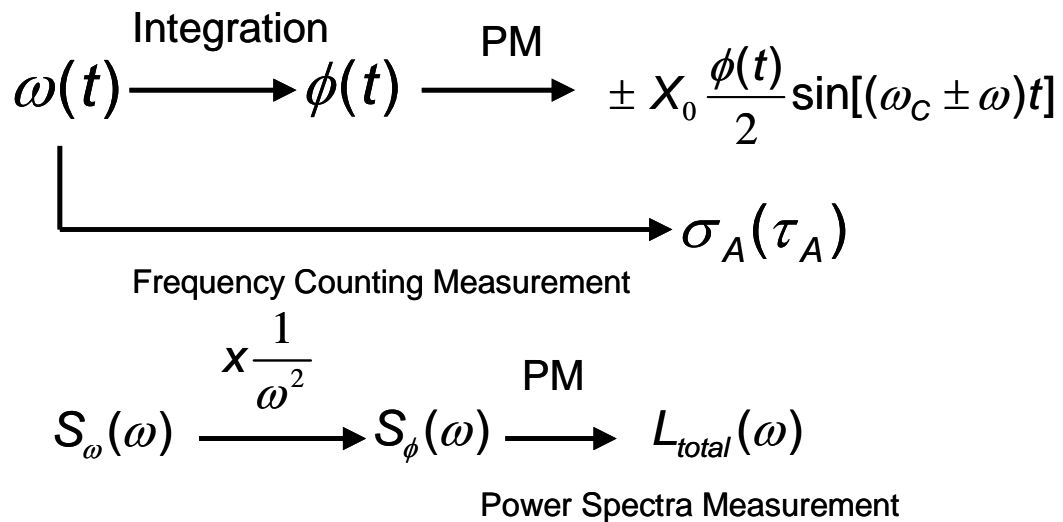 Integration PM
ω(t) → ϕ(t) → ± X₀ ϕ(t)/2 sin[(ω_C ± ω)t]
σ_A(τ_A)
Frequency Counting Measurement
x 1/ω² PM
S_ω(ω) → S_ϕ(ω) → L_total(ω)
Power Spectra Measurement